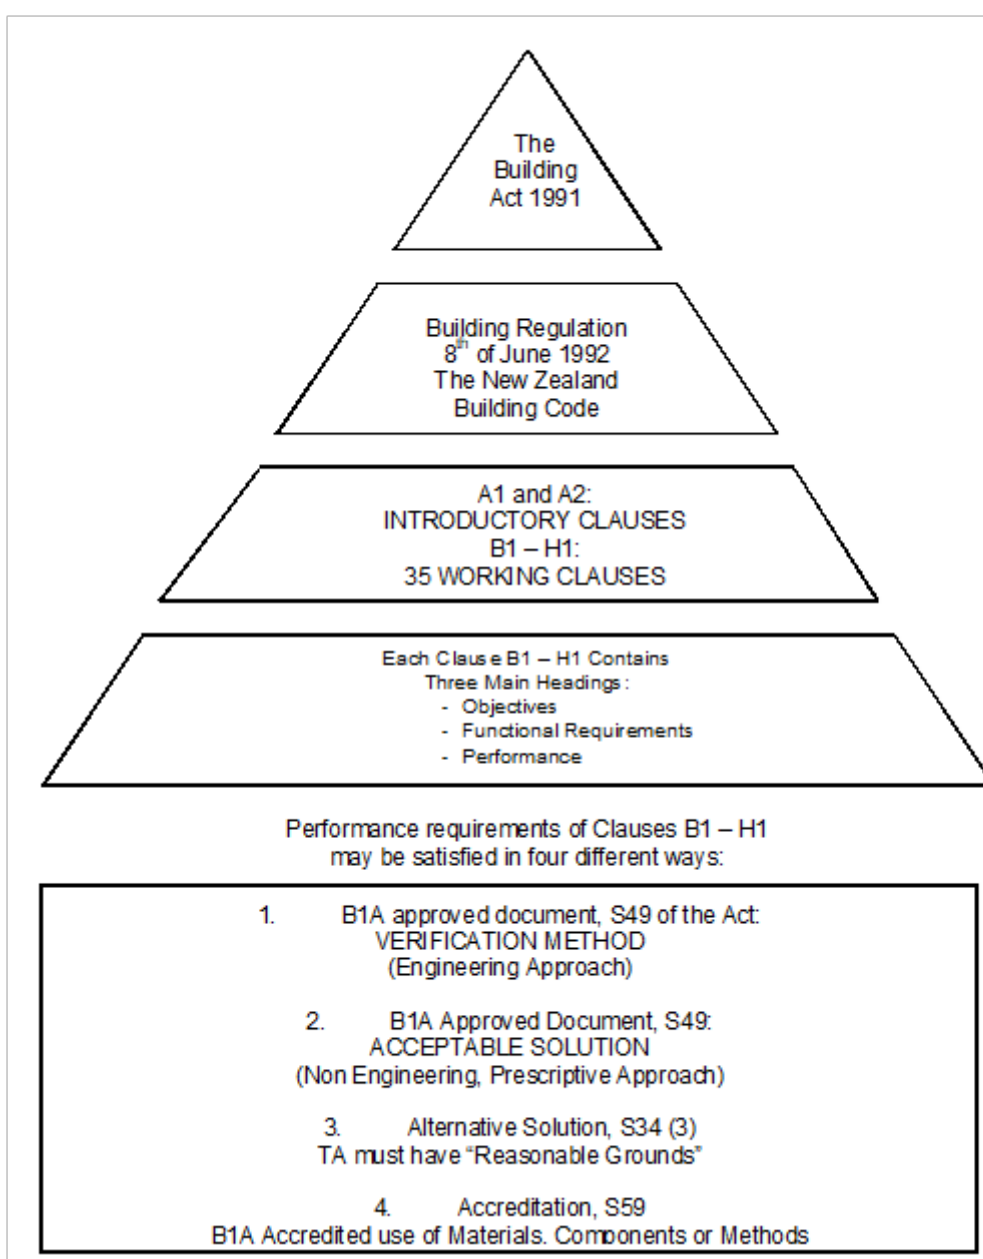 The
Building
Act 1991
Building Regulation
8th of June 1992
The New Zealand
Building Code
A1 and A2:
INTRODUCTORY CLAUSES
B1 – H1:
35 WORKING CLAUSES
Each Clause B1 – H1 Contains
Three Main Headings:
- Objectives
- Functional Requirements
- Performance
Performance requirements of Clauses B1 – H1
may be satisfied in four different ways:
1. B1A approved document, S49 of the Act:
VERIFICATION METHOD
(Engineering Approach)
2. B1A Approved Document, S49:
ACCEPTABLE SOLUTION
(Non Engineering, Prescriptive Approach)
3. Alternative Solution, S34 (3)
TA must have “Reasonable Grounds”
4. Accreditation, S59
B1A Accredited use of Materials. Components or Methods